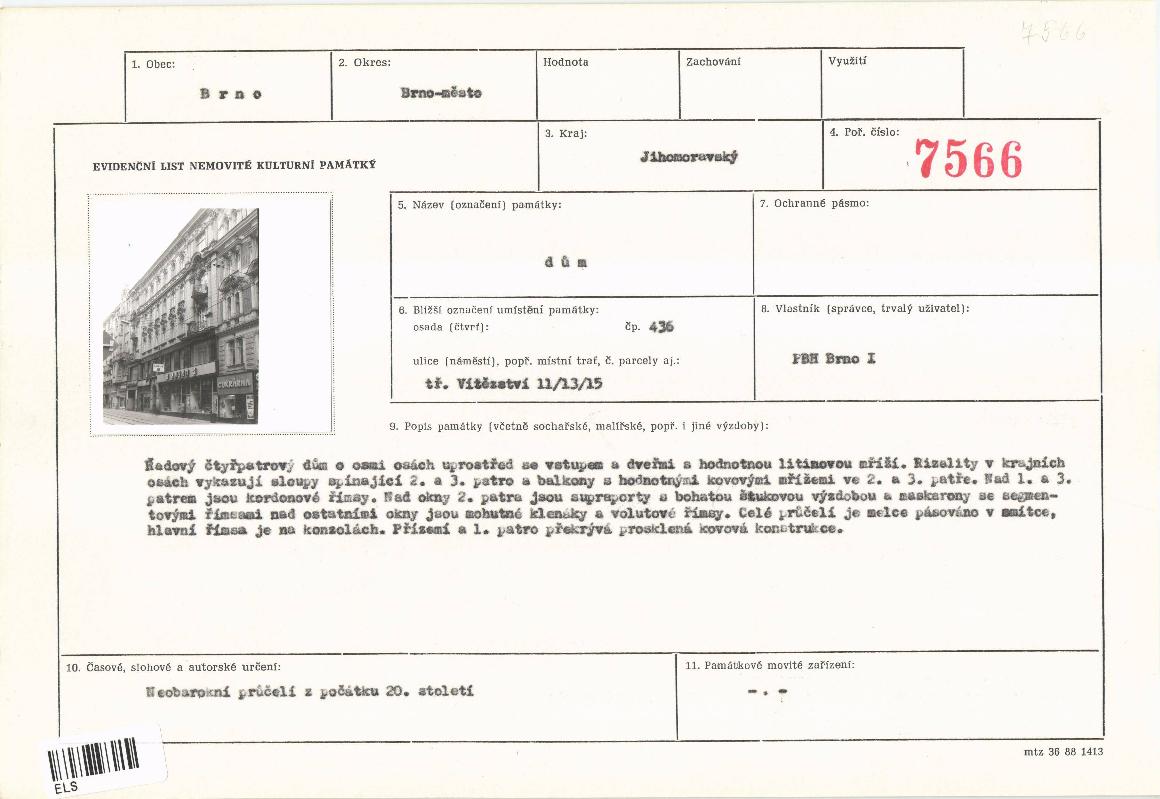 7566
1. Obec:
Brno
2. Okres:
Brno-město
Hodnota
Zachování
Využití
EVIDENČNÍ LIST NEMOVITÉ KULTURNÍ PAMÁTKY
3. Kraj:
Jihomoravský
4. Poř. číslo:
7566
CUKRÁRNA
5. Název (označení) památky:
dům
7. Ochranné pásmo:
6. Bližší označení umístění památky:
osada (čtvrť):
čp. 436
ulice (náměstí), popř. místní trať, č. parcely aj.:
tř. Vítězství 11/13/15
8. Vlastník (správce, trvalý uživatel):
PBH Brno I
9. Popis památky (včetně sochařské, malířské, popř. i jiné výzdoby):
Řadový čtyřpatrový dům o osmi osách uprostřed se vstupem a dveřmi s hodnotnou litinovou mříží. Rizality v krajních
osách vykazují sloupy spínající 2. a 3. patro a balkony s hodnotnými kovovými mřížemi ve 2. a 3. patře. Nad 1. a 3.
patrem jsou kordonové římsy. Nad okny 2. patra jsou supraporty s bohatou štukovou výzdobou a maskarony se segmen-
tovými římsami nad ostatními okny jsou mohutné klenáky a volutové římsy. Celé průčelí je melce pásováno v omítce,
hlavní římsa je na konzolách. Přízemí a 1. patro překrývá prosklená kovová konstrukce.
10. Časové, slohové a autorské určení:
Neobarokní průčelí z počátku 20. století
11. Památkové movité zařízení:
-.-
ELS
mtz 36 88 1413